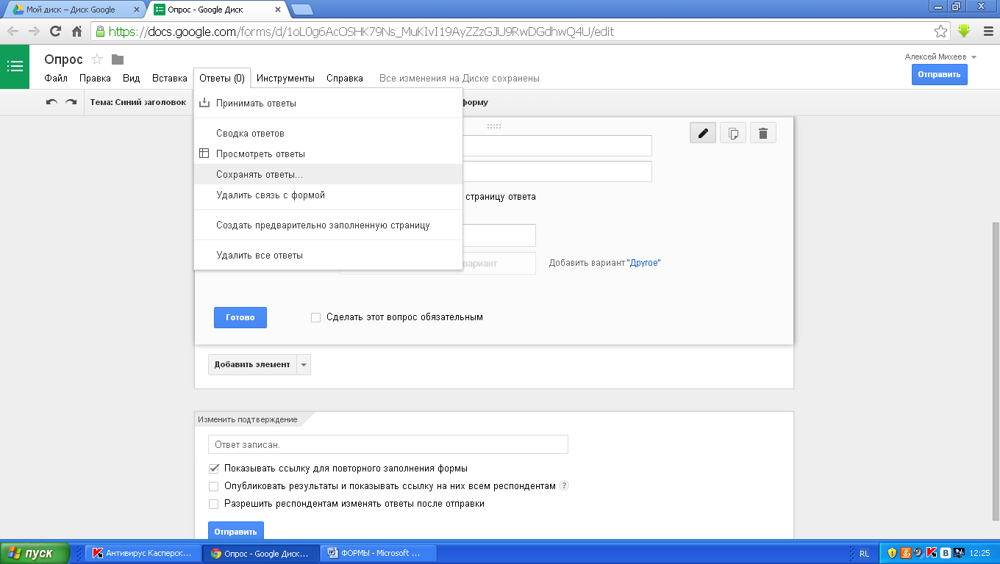 Мой диск – Диск Google
Опрос - Google Диск
https://docs.google.com/forms/d/1oL0g6AcOSHK79Ns_MuKIvI19AyZZzGJU9RwDGdhwQ4U/edit
Опрос
Алексей Михеев
Файл Правка Вид Вставка Ответы (0) Инструменты Справка Все изменения на Диске сохранены
Отправить
Тема: Синий заголовок
форму
Принимать ответы
Сводка ответов
Просмотреть ответы
Сохранять ответы...
Удалить связь с формой
Создать предварительно заполненную страницу
Удалить все ответы
страницу ответа
вариант
Добавить вариант "Другое"
Готово
Сделать этот вопрос обязательным
Добавить элемент
Изменить подтверждение
Ответ записан.
Показывать ссылку для повторного заполнения формы
Опубликовать результаты и показывать ссылку на них всем респондентам ?
Разрешить респондентам изменять ответы после отправки
Отправить
пуск
Антивирус Касперск...
Опрос - Google Диск...
ФОРМЫ - Microsoft ...
RL
12:25